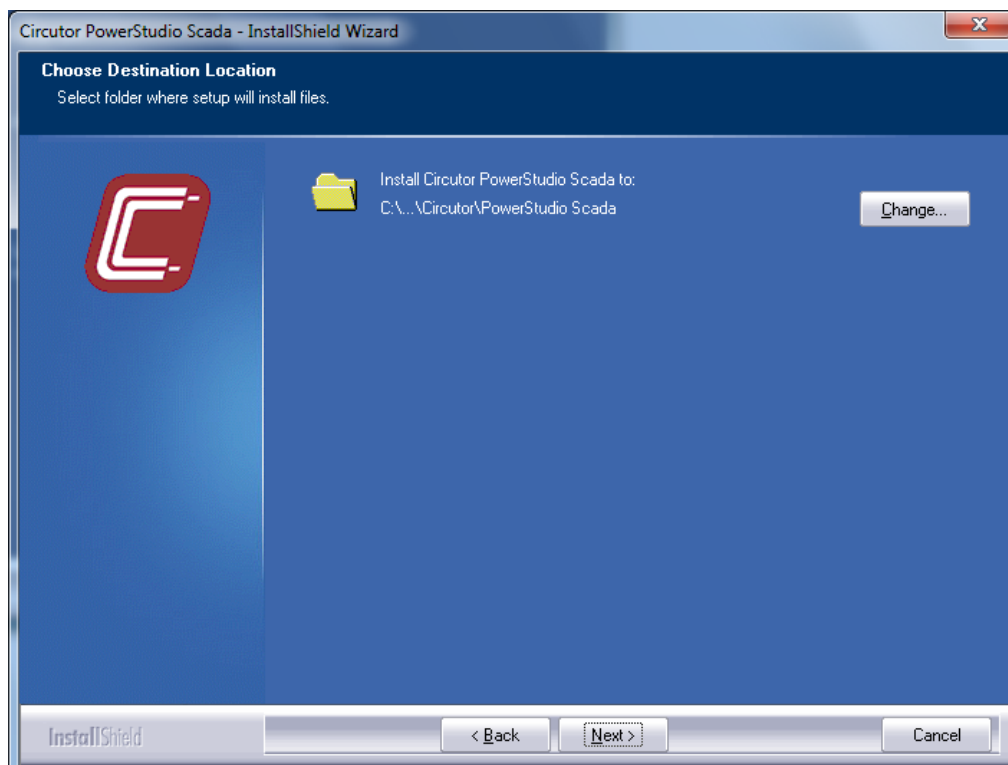 Circutor PowerStudio Scada - InstallShield Wizard
Choose Destination Location
Select folder where setup will install files.
Install Circutor PowerStudio Scada to:
C:\...\Circutor\PowerStudio Scada
Change...
InstallShield
< Back
Next >
Cancel